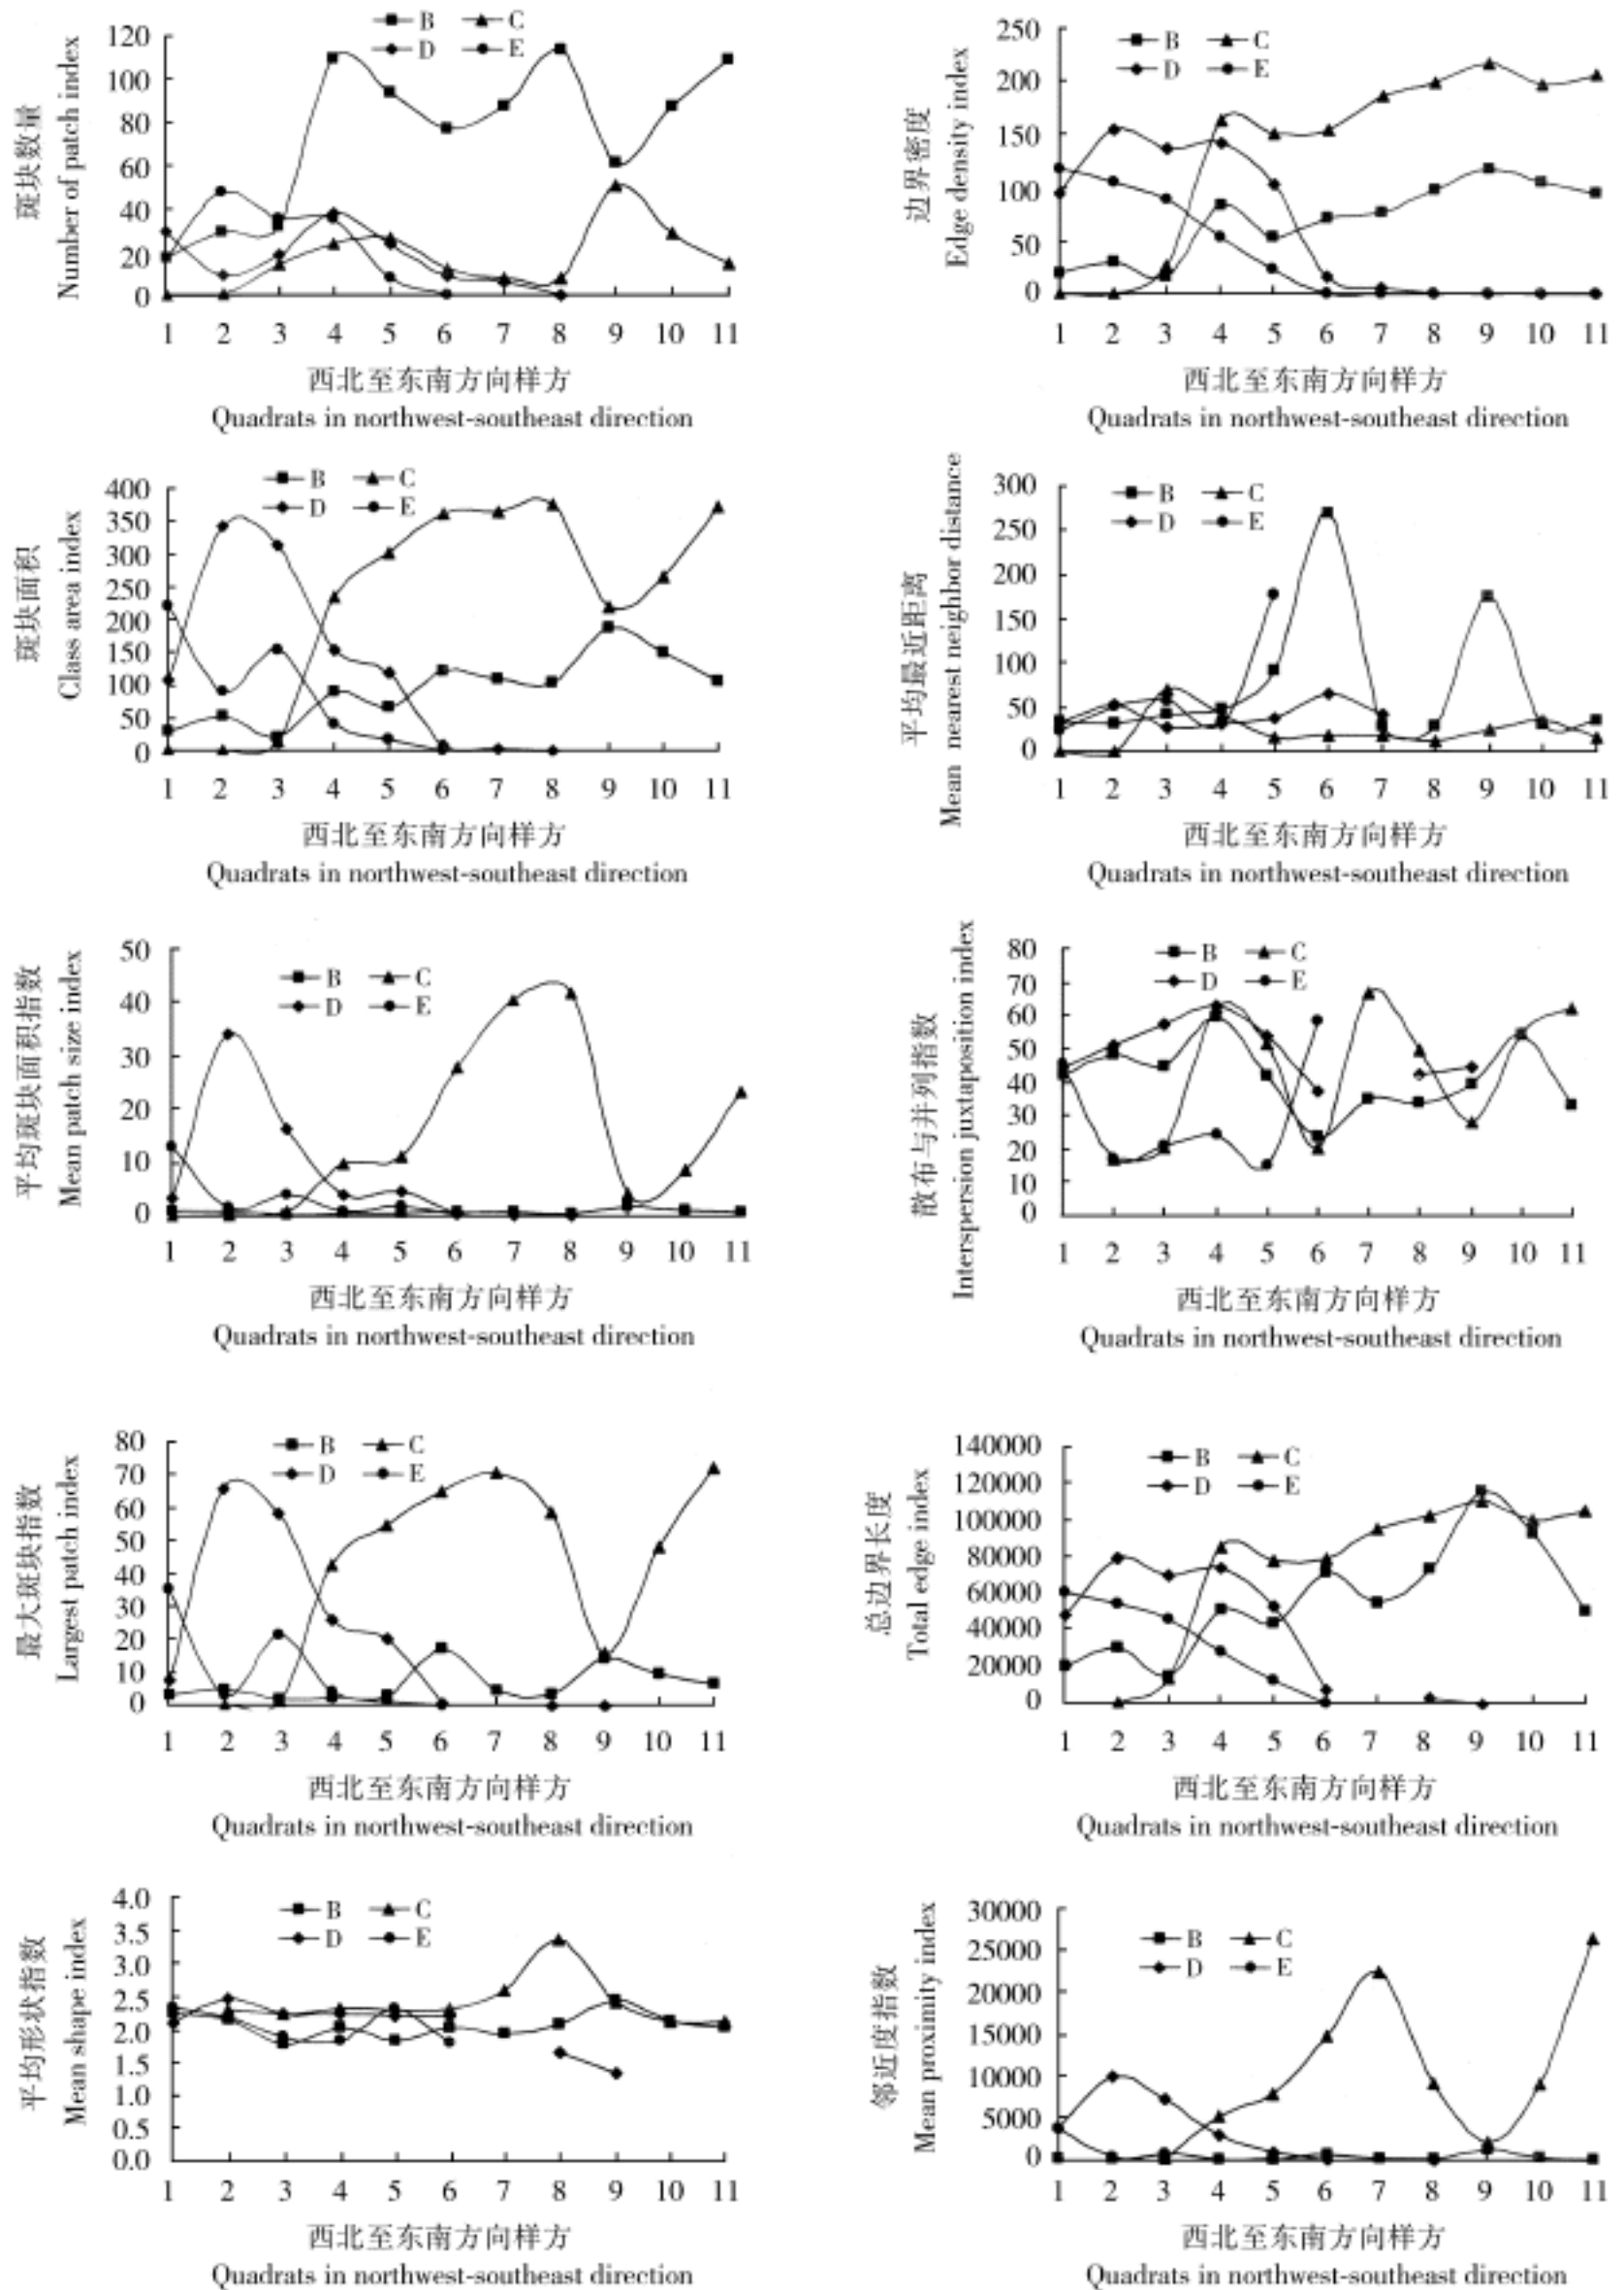 斑块数量
Number of patch index
B C
D E
120
100
80
60
40
20
0
1 2 3 4 5 6 7 8 9 10 11
西北至东南方向样方
Quadrats in northwest-southeast direction
边界密度
Edge density index
B C
D E
250
200
150
100
50
0
1 2 3 4 5 6 7 8 9 10 11
西北至东南方向样方
Quadrats in northwest-southeast direction
斑块面积
Class area index
B C
D E
400
350
300
250
200
150
100
50
0
1 2 3 4 5 6 7 8 9 10 11
西北至东南方向样方
Quadrats in northwest-southeast direction
平均最近距离
Mean nearest neighbor distance
B C
D E
300
250
200
150
100
50
0
1 2 3 4 5 6 7 8 9 10 11
西北至东南方向样方
Quadrats in northwest-southeast direction
平均斑块面积指数
Mean patch size index
B C
D E
50
40
30
20
10
0
1 2 3 4 5 6 7 8 9 10 11
西北至东南方向样方
Quadrats in northwest-southeast direction
散布与并列指数
Interspersion juxtaposition index
B C
D E
80
70
60
50
40
30
20
10
0
1 2 3 4 5 6 7 8 9 10 11
西北至东南方向样方
Quadrats in northwest-southeast direction
最大斑块指数
Largest patch index
B C
D E
80
70
60
50
40
30
20
10
0
1 2 3 4 5 6 7 8 9 10 11
西北至东南方向样方
Quadrats in northwest-southeast direction
总边界长度
Total edge index
B C
D E
140000
120000
100000
80000
60000
40000
20000
0
1 2 3 4 5 6 7 8 9 10 11
西北至东南方向样方
Quadrats in northwest-southeast direction
平均形状指数
Mean shape index
B C
D E
4.0
3.5
3.0
2.5
2.0
1.5
1.0
0.5
0.0
1 2 3 4 5 6 7 8 9 10 11
西北至东南方向样方
Quadrats in northwest-southeast direction
邻近度指数
Mean proximity index
B C
D E
30000
25000
20000
15000
10000
5000
0
1 2 3 4 5 6 7 8 9 10 11
西北至东南方向样方
Quadrats in northwest-southeast direction